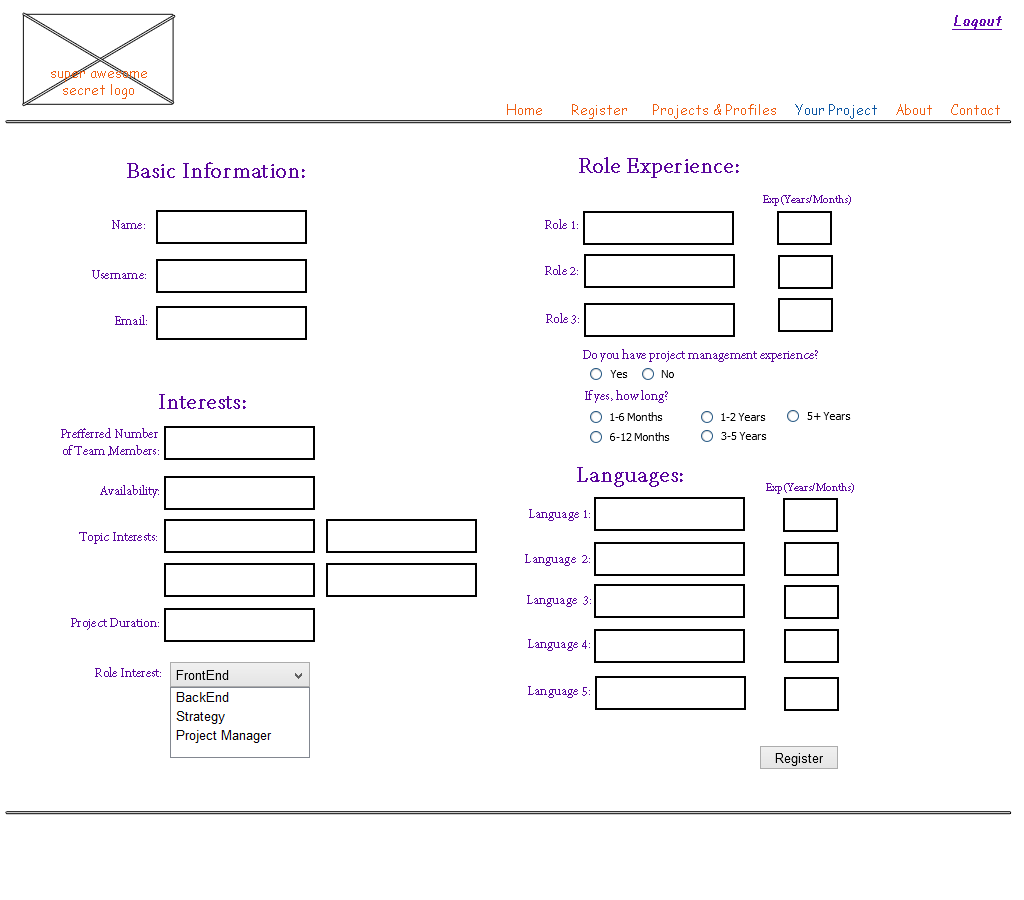 Logout
super awesome
secret logo
Home Register Projects & Profiles Your Project About Contact
Basic Information:
Name:
Username:
Email:
Interests:
Prefferred Number
of Team Members:
Availability:
Topic Interests:
Project Duration:
Role Interest:
FrontEnd
BackEnd
Strategy
Project Manager
Role Experience:
Exp(Years/Months)
Role 1:
Role 2:
Role 3:
Do you have project management experience?
Yes No
If yes, how long?
1-6 Months 1-2 Years 5+ Years
6-12 Months 3-5 Years
Languages:
Exp(Years/Months)
Language 1:
Language 2:
Language 3:
Language 4:
Language 5:
Register